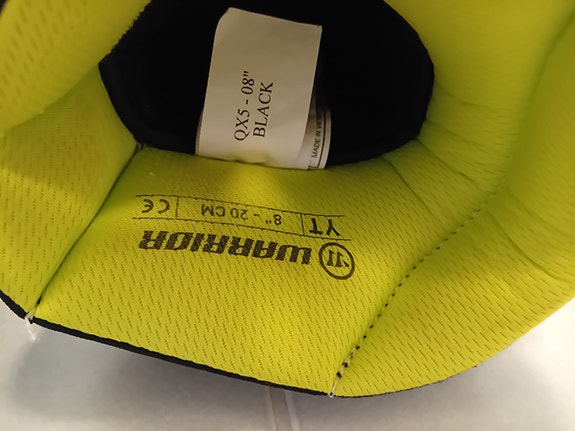 QX5 - 08"
BLACK
MADE IN
YT 8" - 20 CM CE
WARRIOR